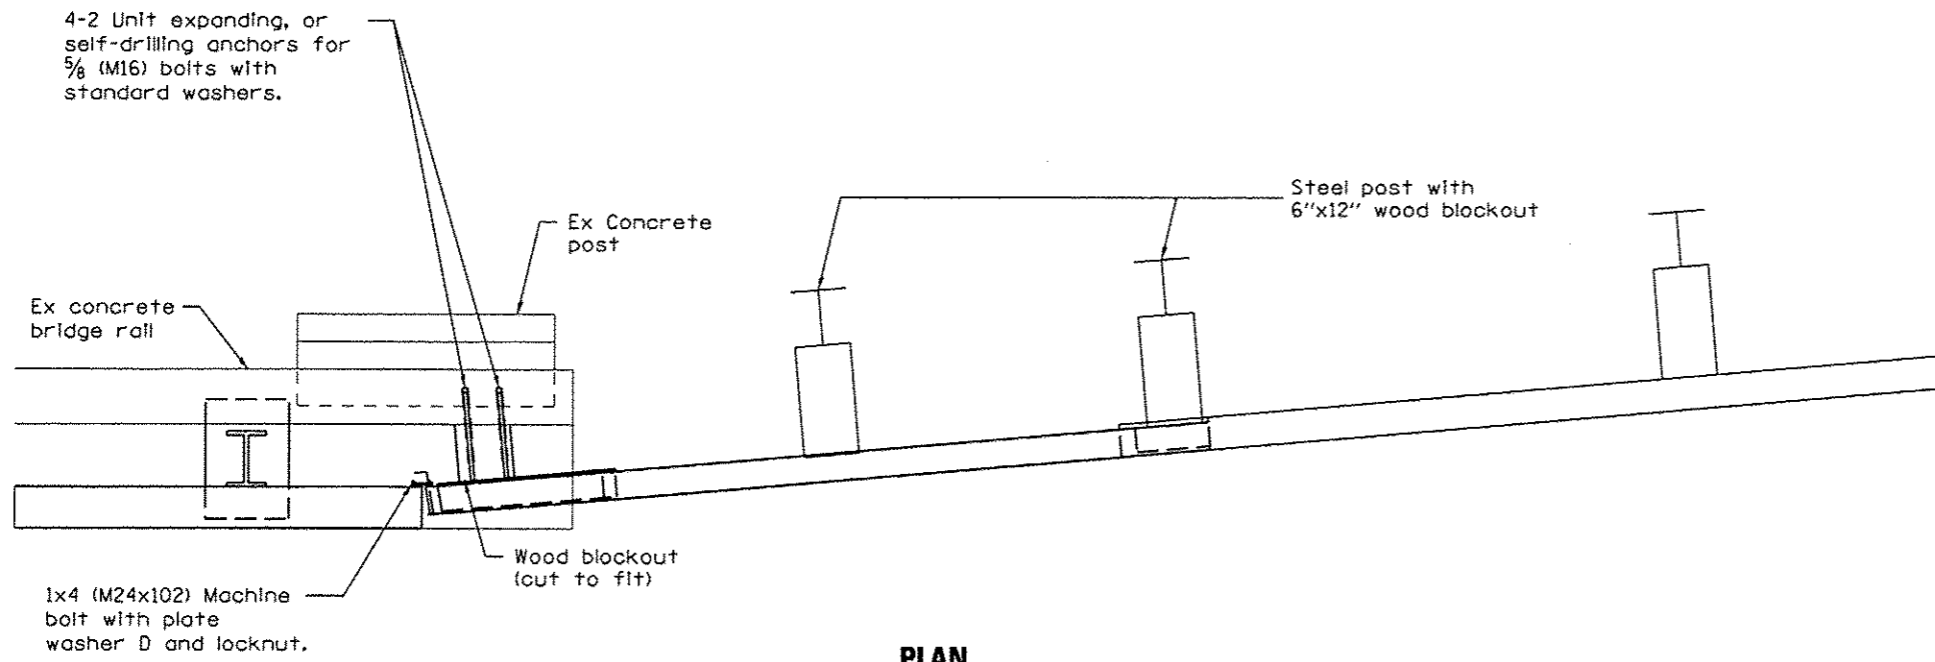 4-2 Unit expanding, or
self-drilling anchors for
⅝ (M16) bolts with
standard washers.
Steel post with
6"x12" wood blockout
Ex Concrete
post
Ex concrete
bridge rail
Wood blockout
(cut to fit)
1x4 (M24x102) Machine
bolt with plate
washer D and locknut.
PLAN